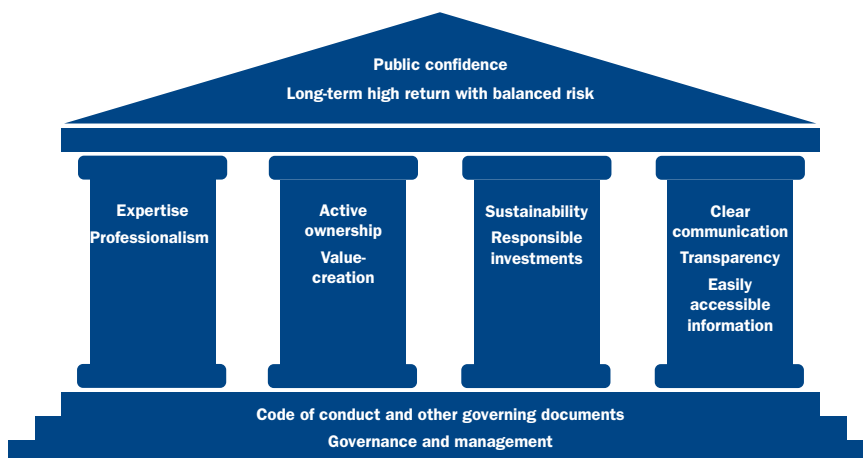 Public confidence
Long-term high return with balanced risk
Expertise
Professionalism
Active
ownership
Value-
creation
Sustainability
Responsible
investments
Clear
communication
Transparency
Easily
accessible
information
Code of conduct and other governing documents
Governance and management